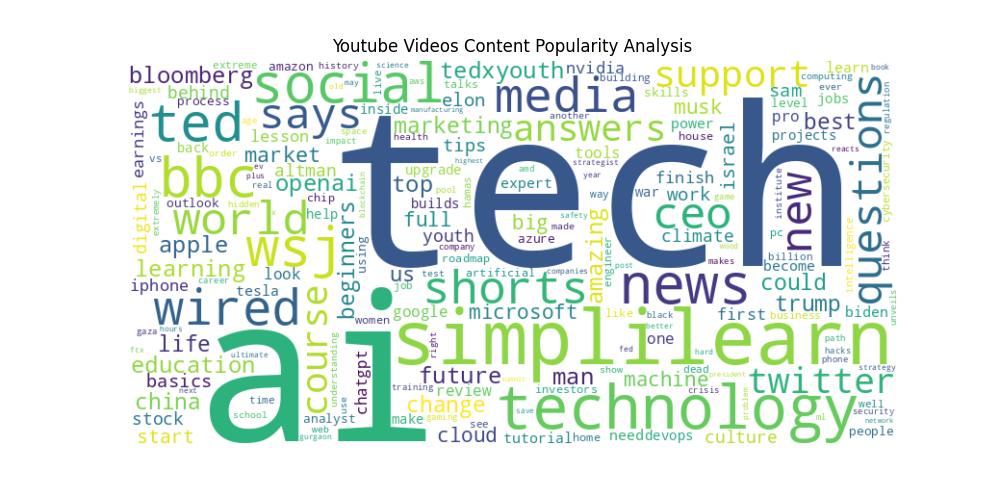 Youtube Videos Content Popularity Analysis
extreme amazon history science
bloomberg social tedxyouth nvidia support learn book
biggest behind live aws talks building computing
old may elon skills sam ever
process inside media musk level jobs
ted says manufacturing another pro best
earnings age space marketing answers power projects
lesson health tips house questions
back order impact tools israel regulation
vs market highest strategist
bbc ev altman upgrade amd finish institute
real plus openai top pool expert year way war work new
outlook hidden x chip builds hamas safety game cybersecurity
extremely world help blockchain full big made ceo
digital youth azure amazing climate pc
apple wsj beginners company wood think
learning look using us roadmap engineer makes billion
iphone career test artificial companies post become intelligence
tech
tesla job shorts news could
wired google microsoft like first trump biden unveils
gaza hours women black business
ftx life course right simplilearn better one path
ultimate understanding fed hard hacks
education chatgpt show dead phone strategy
basics next future man machine president twitter
training summit investors crisis
china time use review technology problem well
ai
school change gaming save ml security
stock analyst make see network
start web cloud tutorial home needdevops culture people
gurgaon reacts